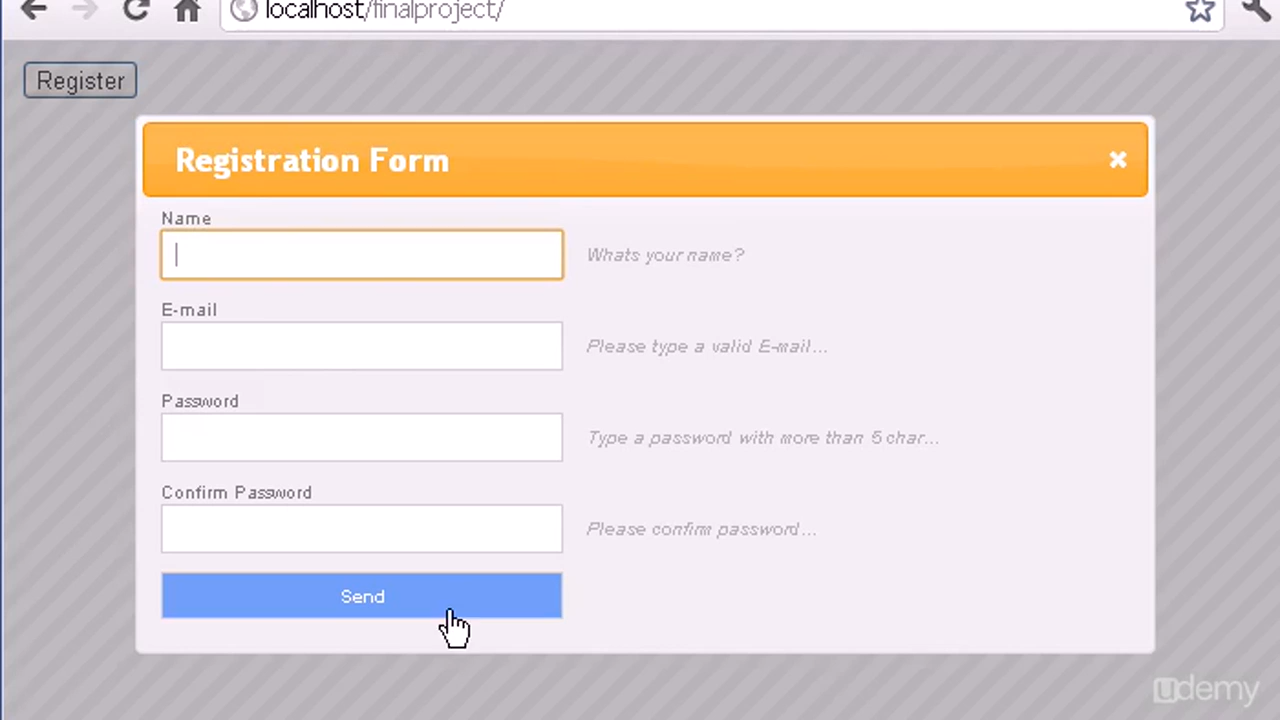 localhost/finalproject/
Register
Registration Form
Name
Whats your name?
E-mail
Please type a valid E-mail...
Password
Type a password with more than 5 char...
Confirm Password
Please confirm password...
Send
udemy